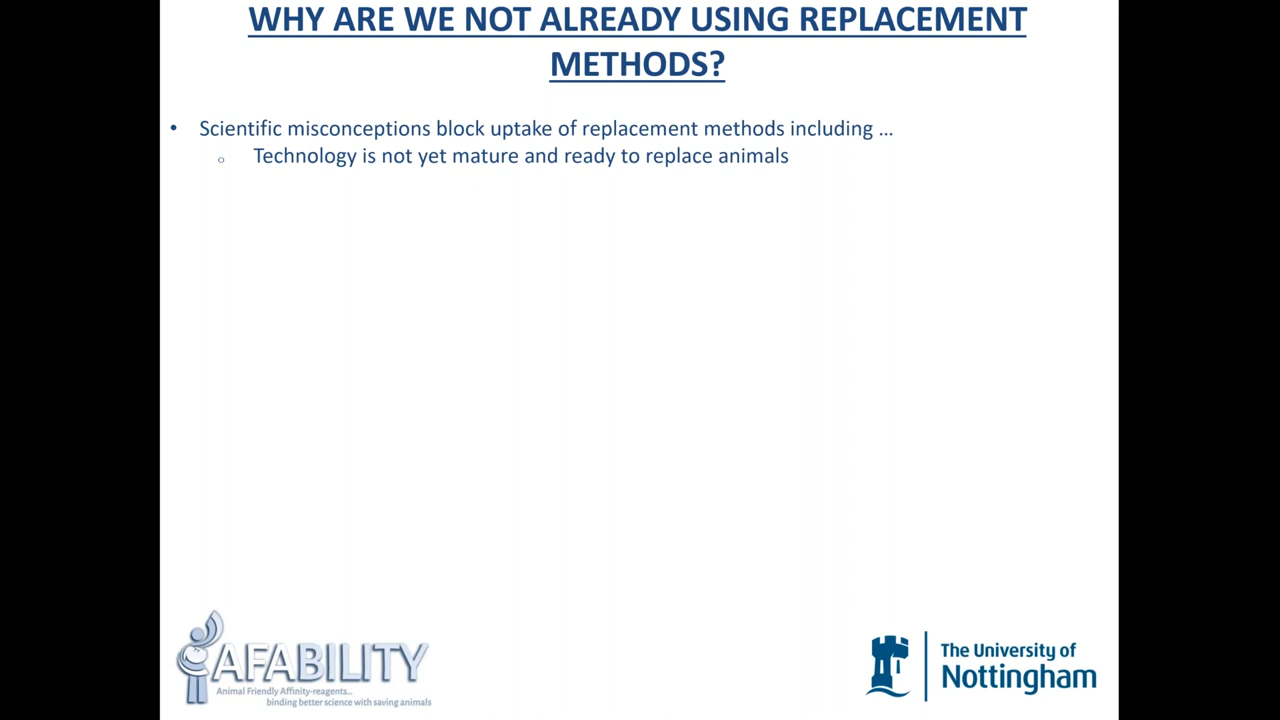 WHY ARE WE NOT ALREADY USING REPLACEMENT
METHODS?
• Scientific misconceptions block uptake of replacement methods including …
o Technology is not yet mature and ready to replace animals
AFABILITY
Animal Friendly Affinity-reagents...
binding better science with saving animals
The University of
Nottingham